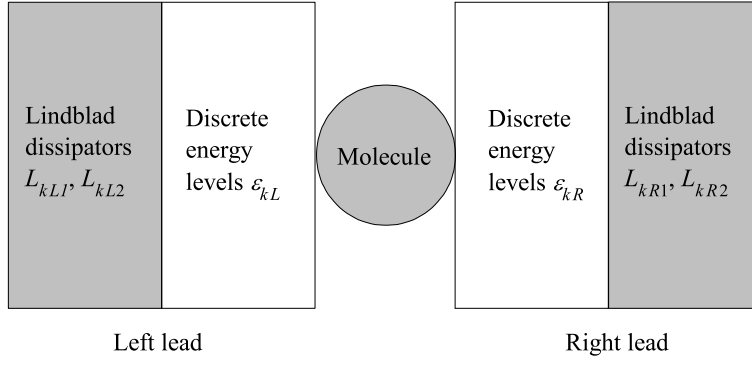 Lindblad
dissipators
L_{kL1}, L_{kL2}
Discrete
energy
levels ε_{kL}
Molecule
Discrete
energy
levels ε_{kR}
Lindblad
dissipators
L_{kR1}, L_{kR2}
Left lead
Right lead